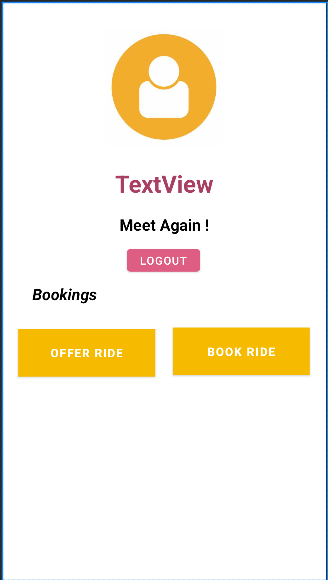 TextView
Meet Again !
LOGOUT
Bookings
OFFER RIDE
BOOK RIDE